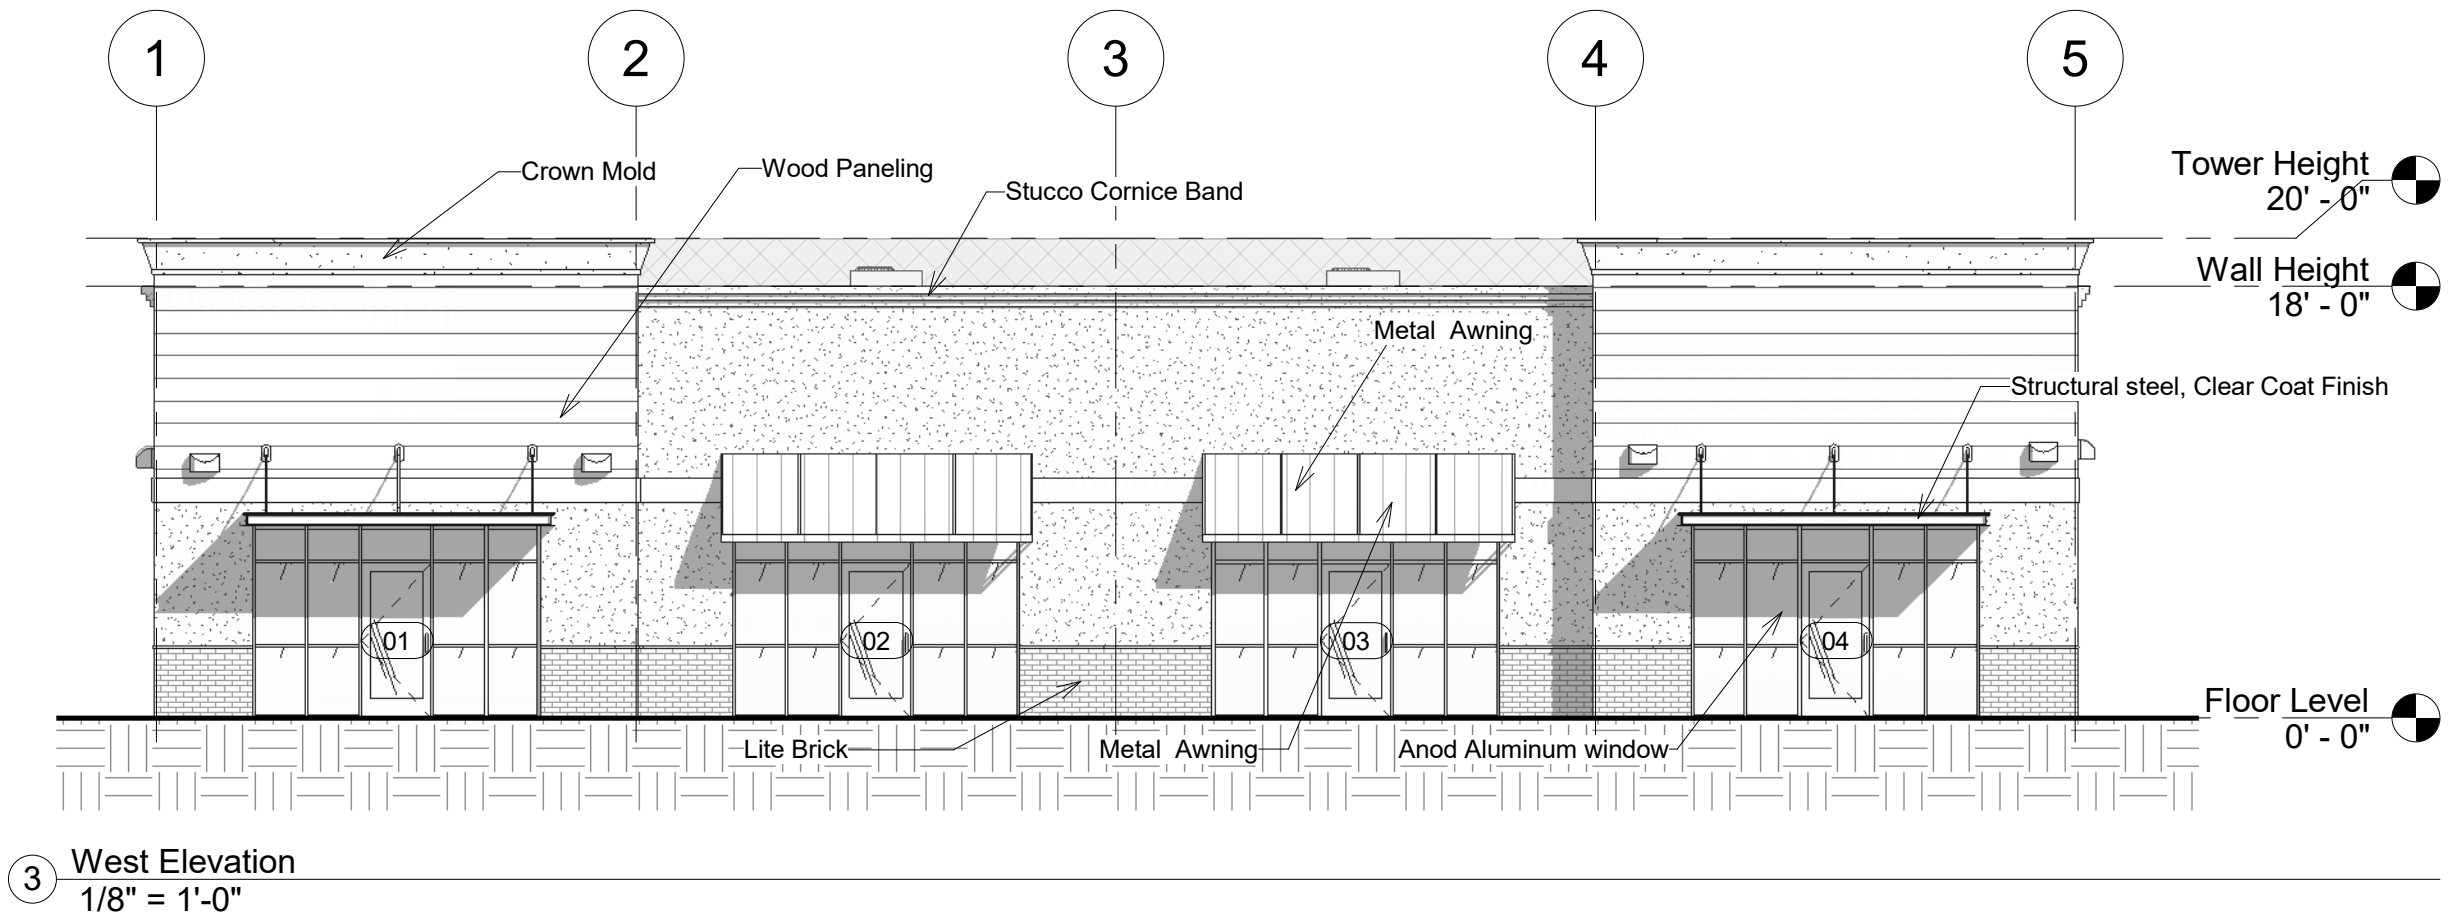 1
2
3
4
5
Crown Mold
Wood Paneling
Stucco Cornice Band
Tower Height
20' - 0"
Wall Height
18' - 0"
Metal Awning
Structural steel, Clear Coat Finish
01
02
03
04
Floor Level
0' - 0"
Lite Brick
Metal Awning
Anod Aluminum window
3
West Elevation
1/8" = 1'-0"